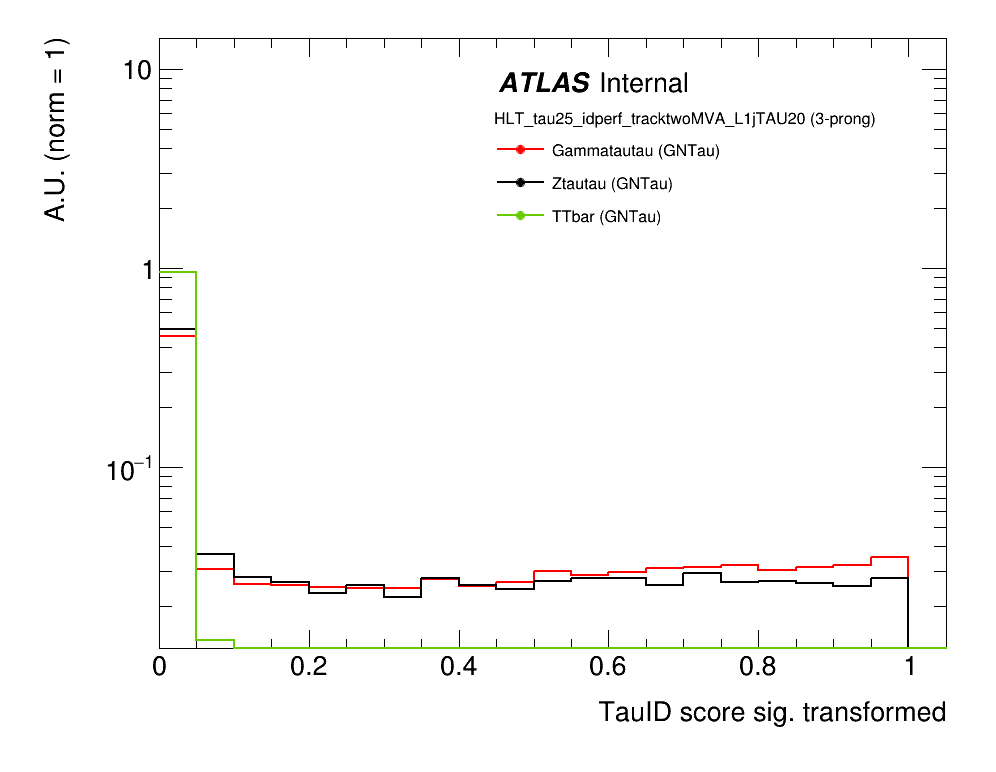 ATLAS Internal
HLT_tau25_idperf_tracktwoMVA_L1jTAU20 (3-prong)
Gammatautau (GNTau)
Ztautau (GNTau)
TTbar (GNTau)
A.U. (norm = 1)
10
1
10⁻¹
0 0.2 0.4 0.6 0.8 1
TauID score sig. transformed